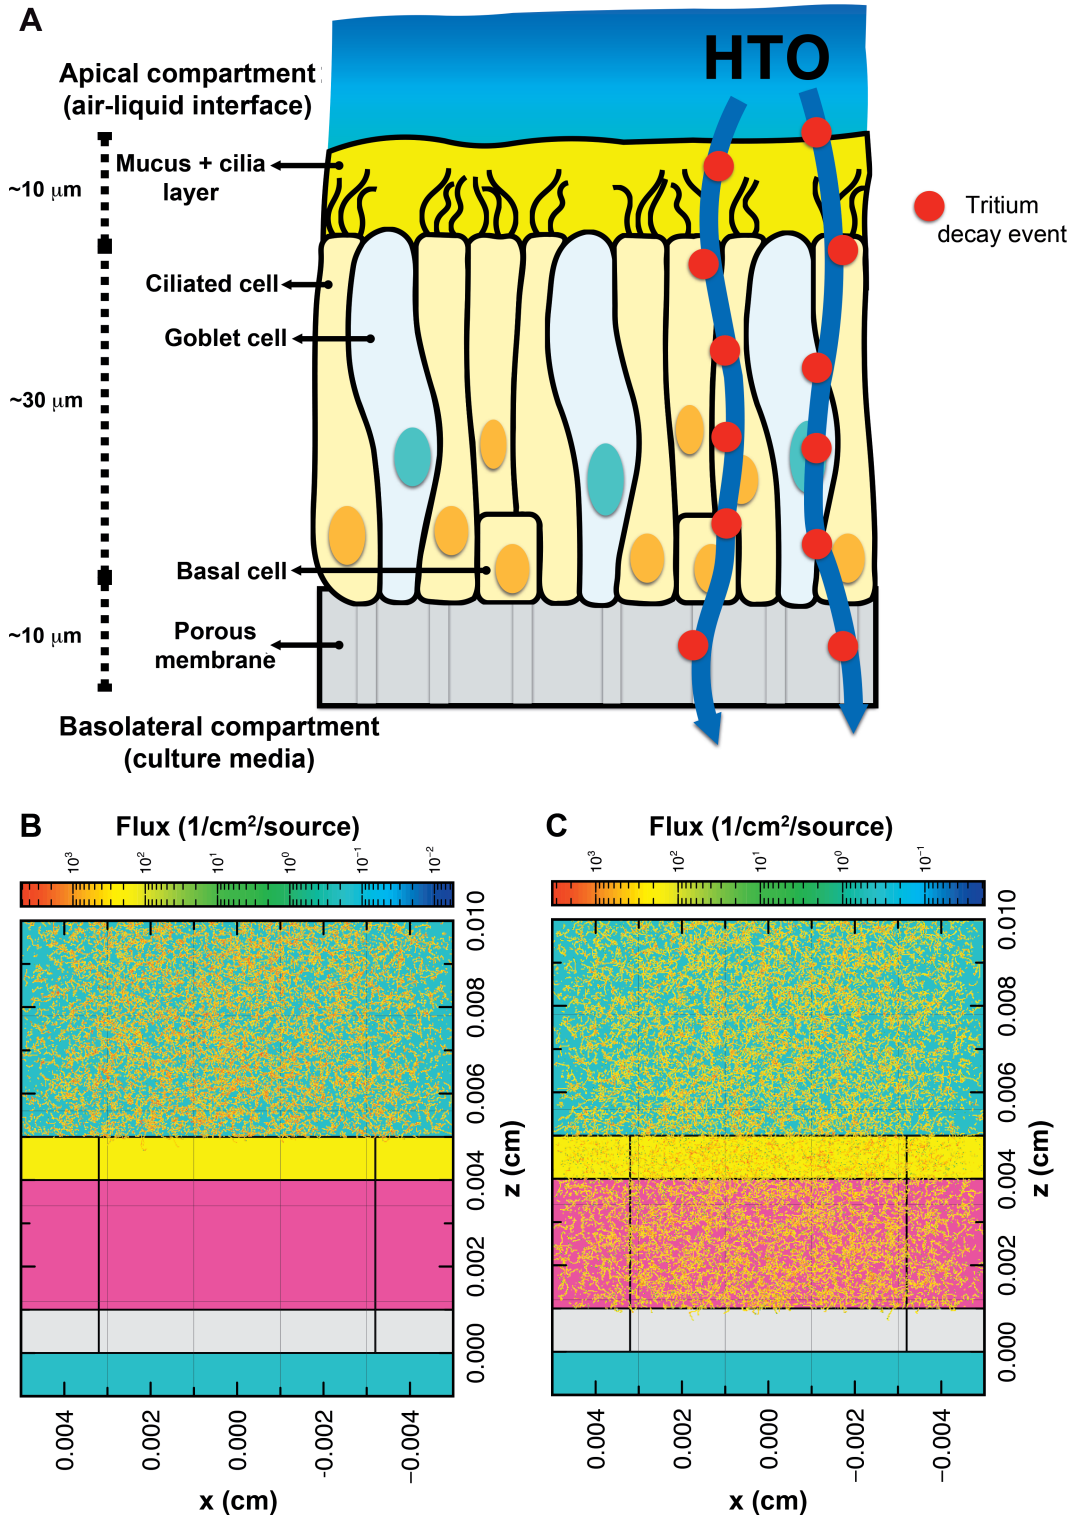 A
HTO
Apical compartment
(air-liquid interface)
Mucus + cilia
layer
~10 μm
Tritium
decay event
Ciliated cell
Goblet cell
~30 μm
Basal cell
Porous
membrane
~10 μm
Basolateral compartment
(culture media)
B
Flux (1/cm²/source)
10³
10²
10¹
10⁰
10⁻¹
10⁻²
0.010
0.008
0.006
0.004
0.002
0.000
z (cm)
0.004
0.002
0.000
-0.002
−0.004
x (cm)
C
Flux (1/cm²/source)
10³
10²
10¹
10⁰
10⁻¹
0.010
0.008
0.006
0.004
0.002
0.000
z (cm)
0.004
0.002
0.000
−0.002
−0.004
x (cm)